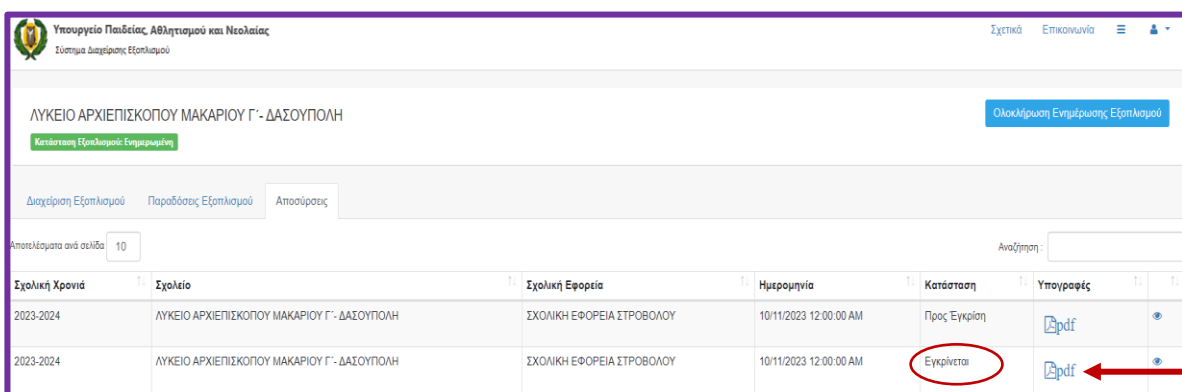 Υπουργείο Παιδείας, Αθλητισμού και Νεολαίας
Σύστημα Διαχείρισης Εξοπλισμού
Σχετικά Επικοινωνία
ΛΥΚΕΙΟ ΑΡΧΙΕΠΙΣΚΟΠΟΥ ΜΑΚΑΡΙΟΥ Γ΄- ΔΑΣΟΥΠΟΛΗ
Ολοκλήρωση Ενημέρωσης Εξοπλισμού
Κατάσταση Εξοπλισμού: Ενημερωμένη
Διαχείριση Εξοπλισμού Παραδόσεις Εξοπλισμού Αποσύρσεις
Αποτελέσματα ανά σελίδα 10 Αναζήτηση :
Σχολική Χρονιά Σχολείο Σχολική Εφορεία Ημερομηνία Κατάσταση Υπογραφές
2023-2024 ΛΥΚΕΙΟ ΑΡΧΙΕΠΙΣΚΟΠΟΥ ΜΑΚΑΡΙΟΥ Γ΄- ΔΑΣΟΥΠΟΛΗ ΣΧΟΛΙΚΗ ΕΦΟΡΕΙΑ ΣΤΡΟΒΟΛΟΥ 10/11/2023 12:00:00 AM Προς Έγκριση pdf
2023-2024 ΛΥΚΕΙΟ ΑΡΧΙΕΠΙΣΚΟΠΟΥ ΜΑΚΑΡΙΟΥ Γ΄- ΔΑΣΟΥΠΟΛΗ ΣΧΟΛΙΚΗ ΕΦΟΡΕΙΑ ΣΤΡΟΒΟΛΟΥ 10/11/2023 12:00:00 AM Εγκρίνεται pdf